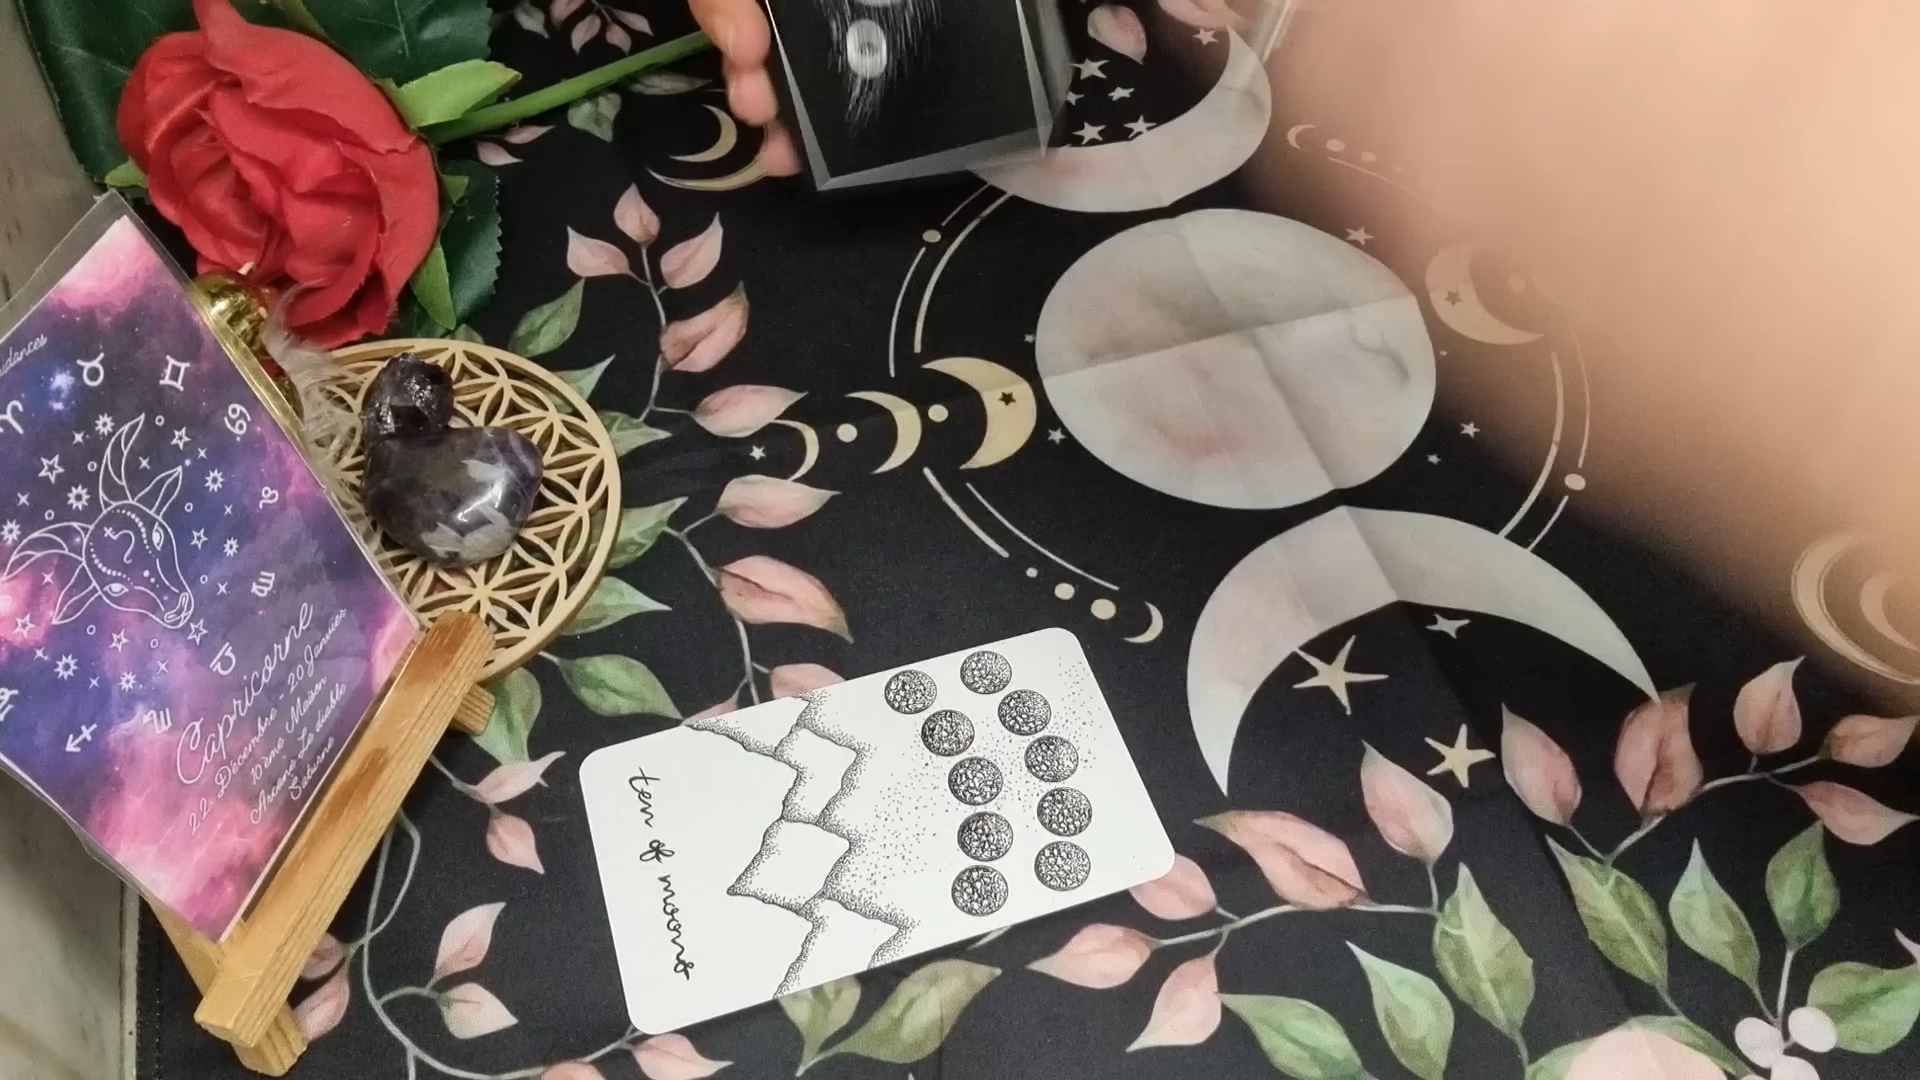 Capricorne
22 Décembre - 20 Janvier
10ème Maison
Arcane Le diable
Saturne
ten of moons